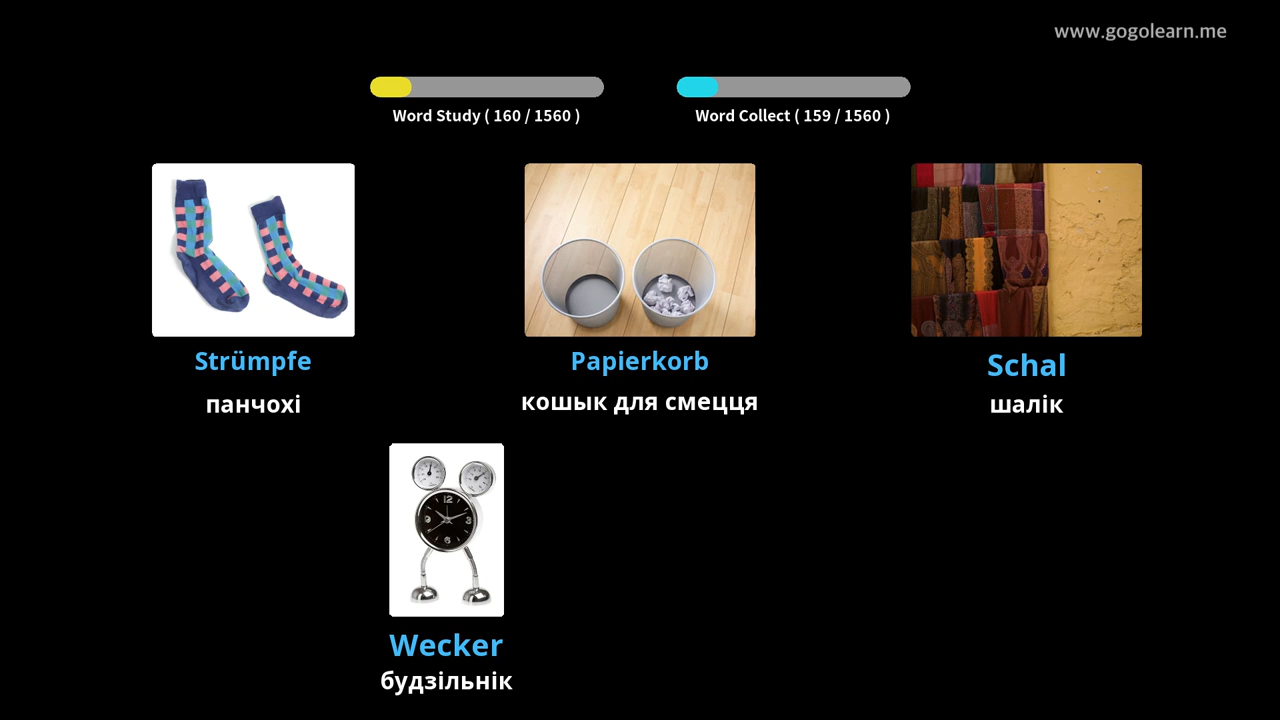 www.gogolearn.me
Word Study ( 160 / 1560 )
Word Collect ( 159 / 1560 )
Strümpfe
Papierkorb
Schal
панчохі
кошык для смецця
шалік
Wecker
будзільнік